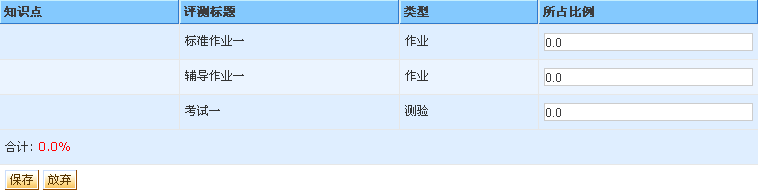 知识点 评测标题 类型 所占比例
标准作业一 作业 0.0
辅导作业一 作业 0.0
考试一 测验 0.0
合计: 0.0%
保存 放弃